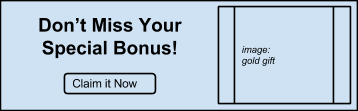 Don’t Miss Your
Special Bonus!
Claim it Now
image:
gold gift